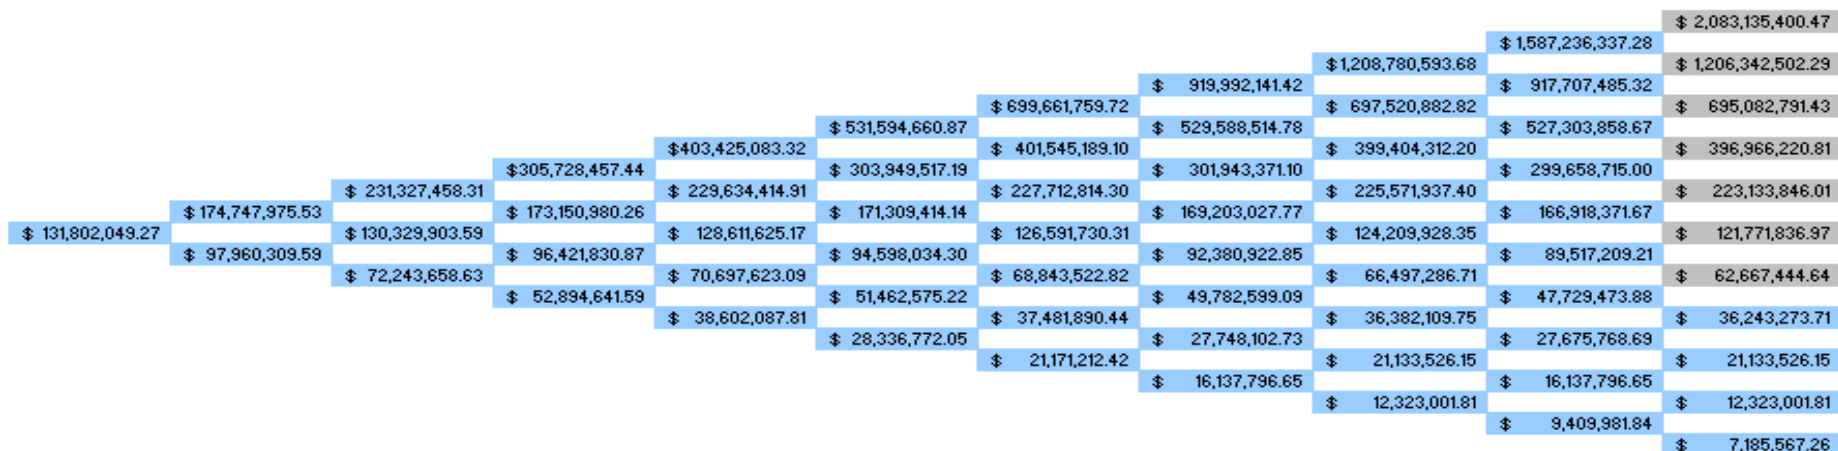 $ 2,083,135,400.47
$ 1,587,236,337.28
$1,208,780,593.68 $ 1,206,342,502.29
$ 919,992,141.42 $ 917,707,485.32
$ 699,661,759.72 $ 697,520,882.82 $ 695,082,791.43
$ 531,594,660.87 $ 529,588,514.78 $ 527,303,858.67
$403,425,083.32 $ 401,545,189.10 $ 399,404,312.20 $ 396,966,220.81
$305,728,457.44 $ 303,949,517.19 $ 301,943,371.10 $ 299,658,715.00
$ 231,327,458.31 $ 229,634,414.91 $ 227,712,814.30 $ 225,571,937.40 $ 223,133,846.01
$ 174,747,975.53 $ 173,150,980.26 $ 171,309,414.14 $ 169,203,027.77 $ 166,918,371.67
$ 131,802,049.27 $ 130,329,903.59 $ 128,611,625.17 $ 126,591,730.31 $ 124,209,928.35 $ 121,771,836.97
$ 97,960,309.59 $ 96,421,830.87 $ 94,598,034.30 $ 92,380,922.85 $ 89,517,209.21
$ 72,243,658.63 $ 70,697,623.09 $ 68,843,522.82 $ 66,497,286.71 $ 62,667,444.64
$ 52,894,641.59 $ 51,462,575.22 $ 49,782,599.09 $ 47,729,473.88
$ 38,602,087.81 $ 37,481,890.44 $ 36,382,109.75 $ 36,243,273.71
$ 28,336,772.05 $ 27,748,102.73 $ 27,675,768.69
$ 21,171,212.42 $ 21,133,526.15 $ 21,133,526.15
$ 16,137,796.65 $ 16,137,796.65
$ 12,323,001.81 $ 12,323,001.81
$ 9,409,981.84
$ 7,185,567.26